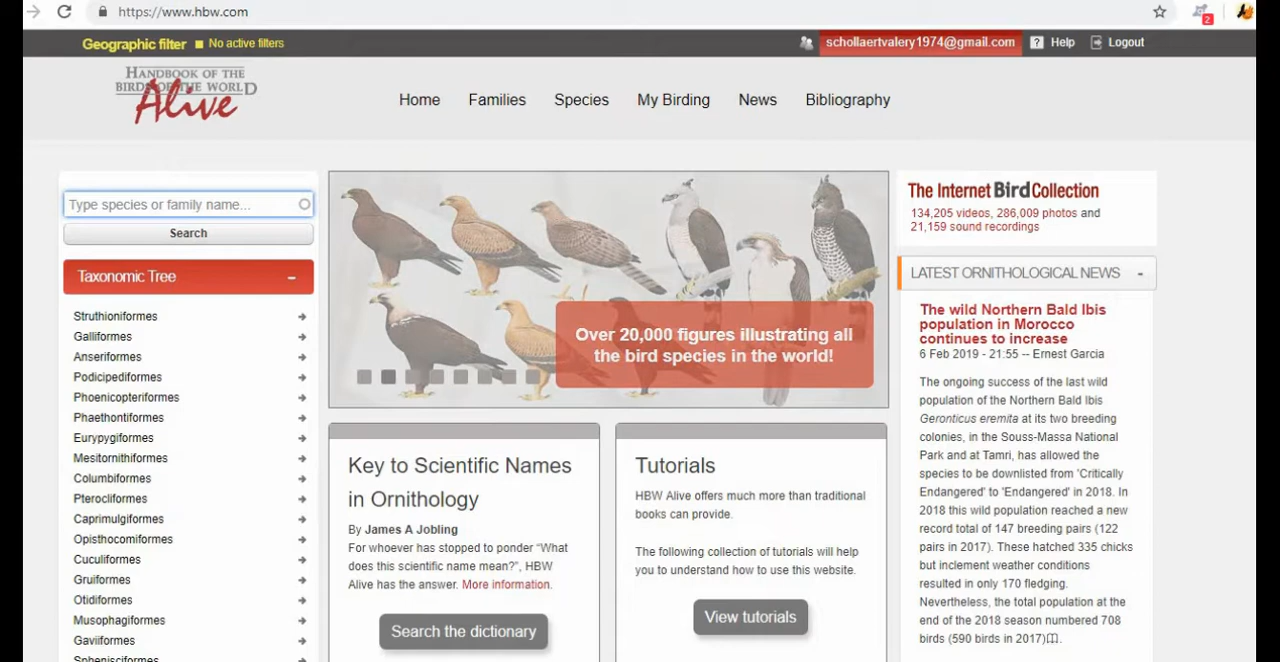 https://www.hbw.com
2
Geographic filter No active filters
schollaertvalery1974@gmail.com ? Help Logout
HANDBOOK OF THE
BIRDS OF THE WORLD
Alive
Home Families Species My Birding News Bibliography
Type species or family name...
Search
Taxonomic Tree -
Struthioniformes
Galliformes
Anseriformes
Podicipediformes
Phoenicopteriformes
Phaethontiformes
Eurypygiformes
Mesitornithiformes
Columbiformes
Pterocliformes
Caprimulgiformes
Opisthocomiformes
Cuculiformes
Gruiformes
Otidiformes
Musophagiformes
Gaviiformes
Sphenisciformes
Over 20,000 figures illustrating all
the bird species in the world!
Key to Scientific Names
in Ornithology
By James A Jobling
For whoever has stopped to ponder “What
does this scientific name mean?”, HBW
Alive has the answer. More information.
Search the dictionary
Tutorials
HBW Alive offers much more than traditional
books can provide.
The following collection of tutorials will help
you to understand how to use this website.
View tutorials
The Internet Bird Collection
134,205 videos, 286,009 photos and
21,159 sound recordings
LATEST ORNITHOLOGICAL NEWS -
The wild Northern Bald Ibis
population in Morocco
continues to increase
6 Feb 2019 - 21:55 -- Ernest Garcia
The ongoing success of the last wild
population of the Northern Bald Ibis
Geronticus eremita at its two breeding
colonies, in the Souss-Massa National
Park and at Tamri, has allowed the
species to be downlisted from 'Critically
Endangered' to 'Endangered' in 2018. In
2018 this wild population reached a new
record total of 147 breeding pairs (122
pairs in 2017). These hatched 335 chicks
but inclement weather conditions
resulted in only 170 fledging.
Nevertheless, the total population at the
end of the 2018 season numbered 708
birds (590 birds in 2017).